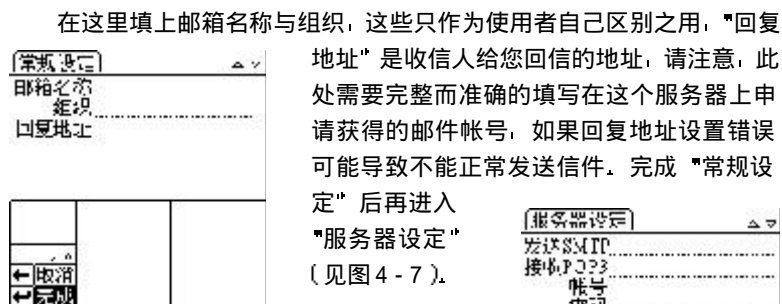 在这里填上邮箱名称与组织，这些只作为使用者自己区别之用，"回复
地址"是收信人给您回信的地址，请注意，此
处需要完整而准确的填写在这个服务器上申
请获得的邮件帐号，如果回复地址设置错误
可能导致不能正常发送信件。完成"常规设
定"后再进入
"服务器设定"
(见图4-7)。
常规设定
邮箱名称
组织
回复地址
取消
完成
服务器设定
发送SMTP
接收POP3
帐号
密码